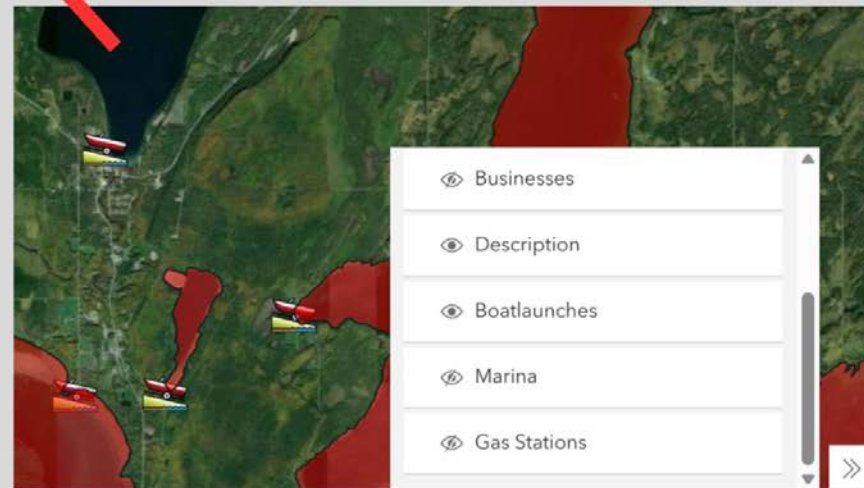 Businesses
Description
Boatlaunches
Marina
Gas Stations